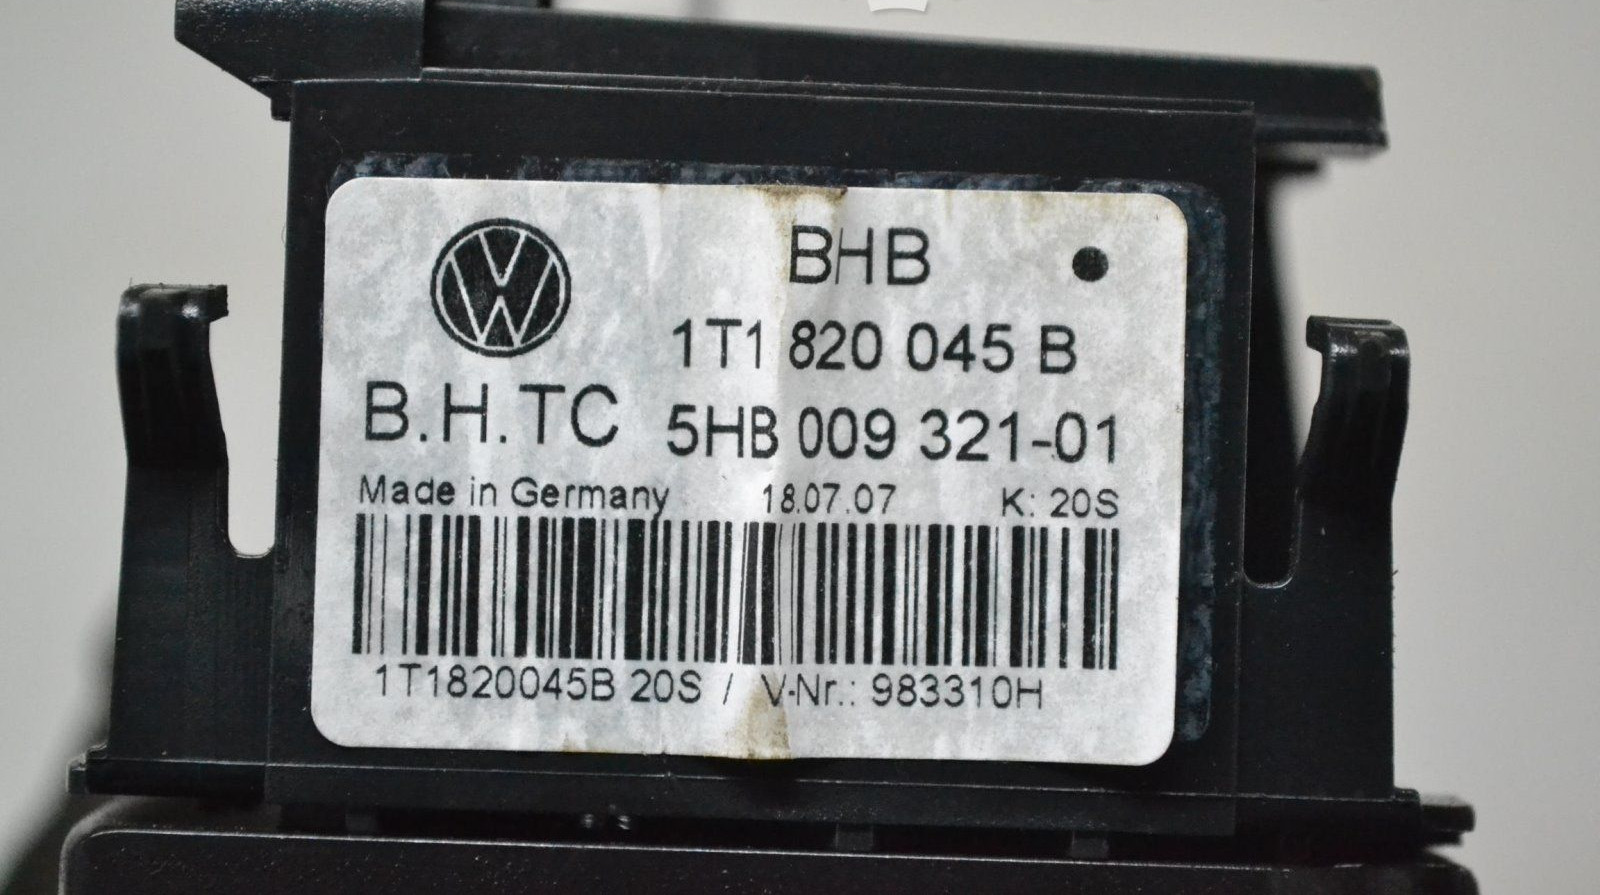 BHB
1T1 820 045 B
B.H.TC 5HB 009 321-01
Made in Germany 18.07.07 K: 20S
1T1820045B 20S / V-Nr.: 983310H